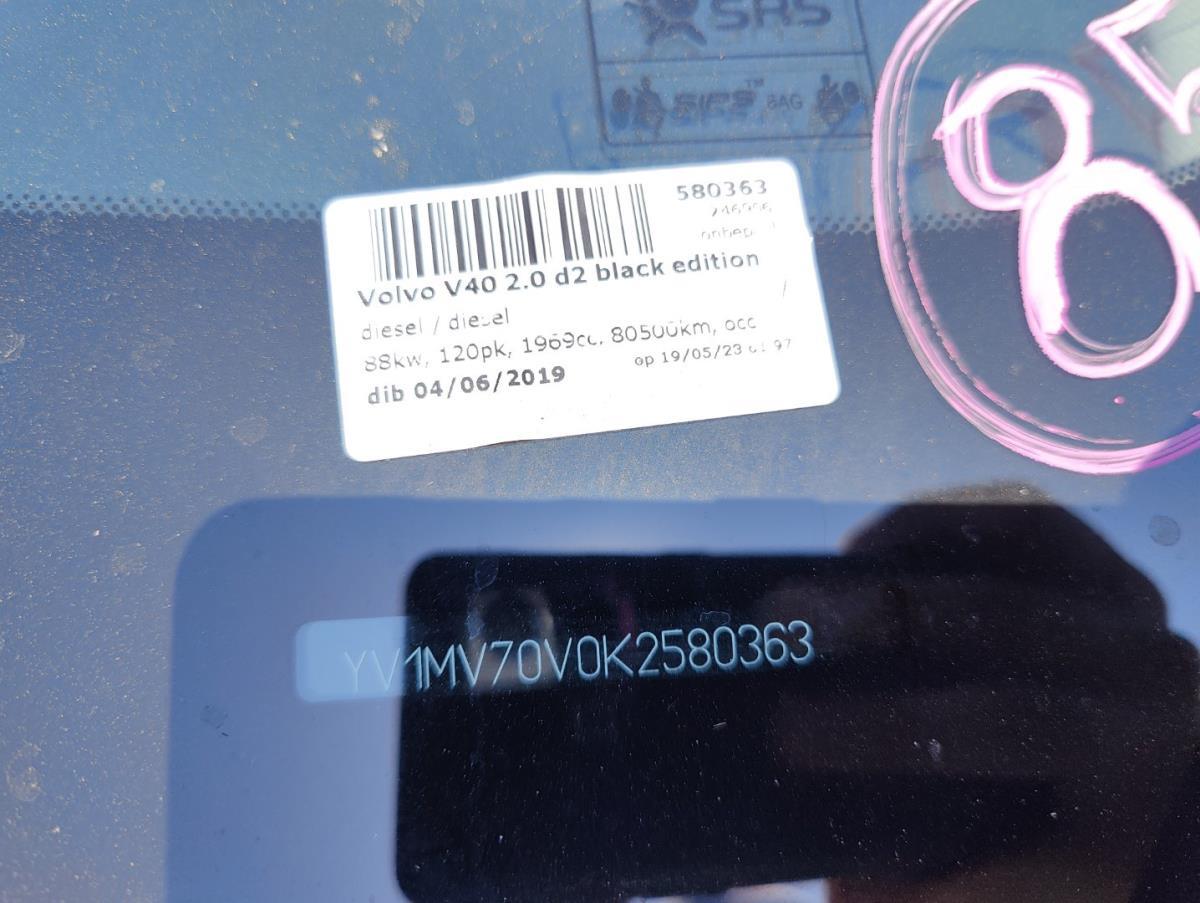 SRS
SIPS™ BAG
580363
Volvo V40 2.0 d2 black edition
diesel / diesel /
88kw, 120pk, 1969cc, 80500km, occ
dib 04/06/2019
op 19/05/23
YV1MV70V0K2580363